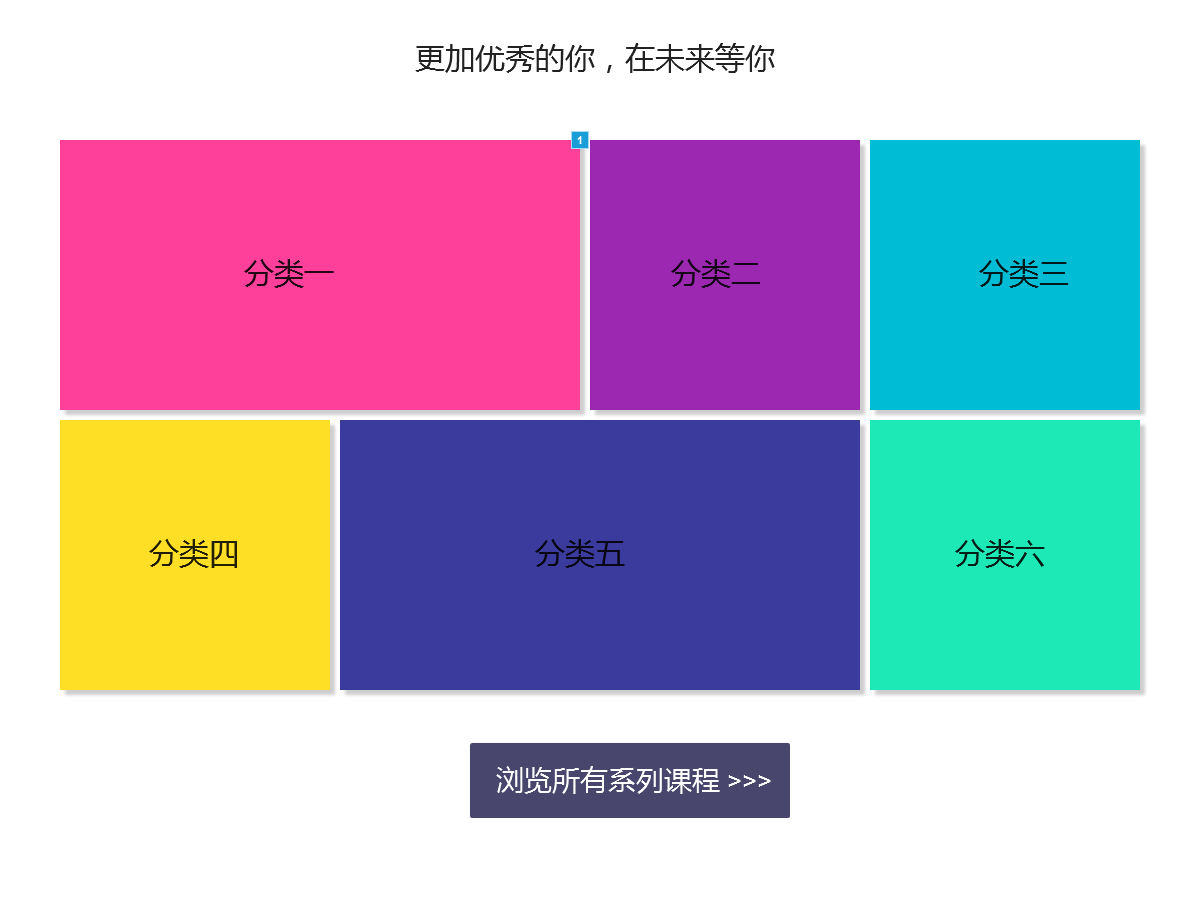 更加优秀的你，在未来等你
1
分类一
分类二
分类三
分类四
分类五
分类六
浏览所有系列课程 >>>